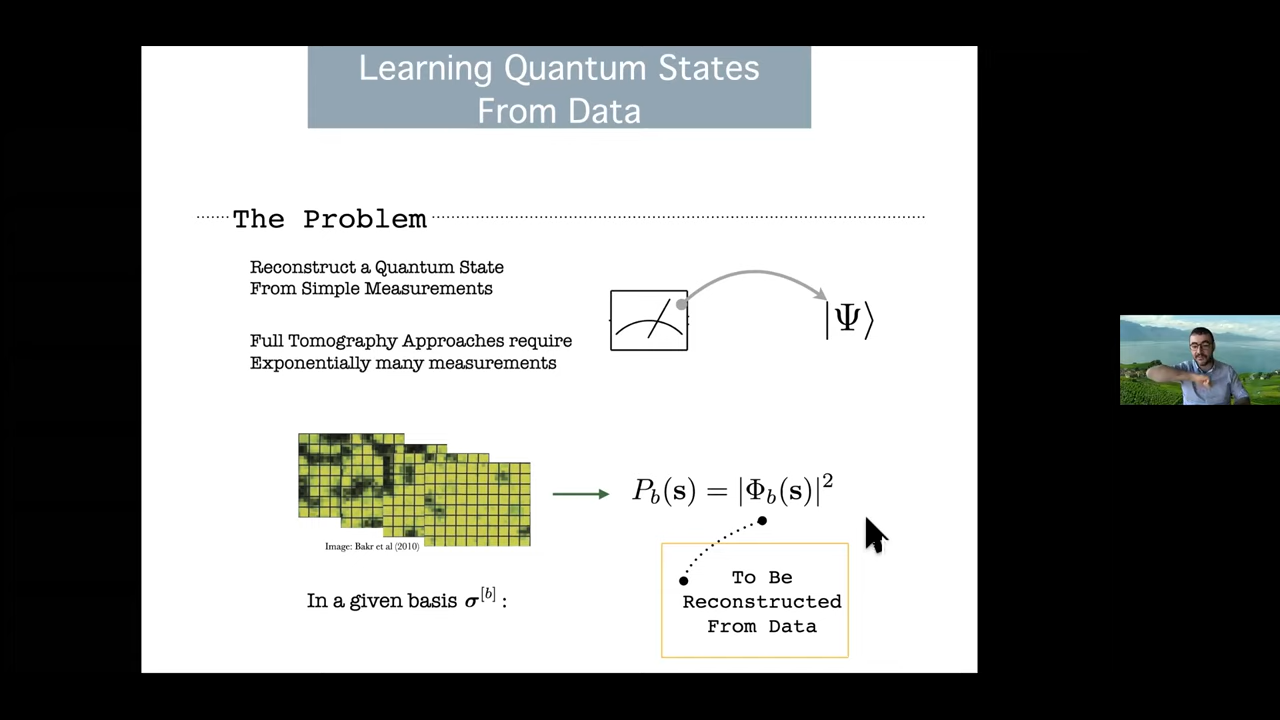 Learning Quantum States
From Data
The Problem
Reconstruct a Quantum State
From Simple Measurements
|Ψ⟩
Full Tomography Approaches require
Exponentially many measurements
P_b(s) = |Φ_b(s)|²
Image: Bakr et al (2010)
In a given basis σ^[b] :
To Be
Reconstructed
From Data